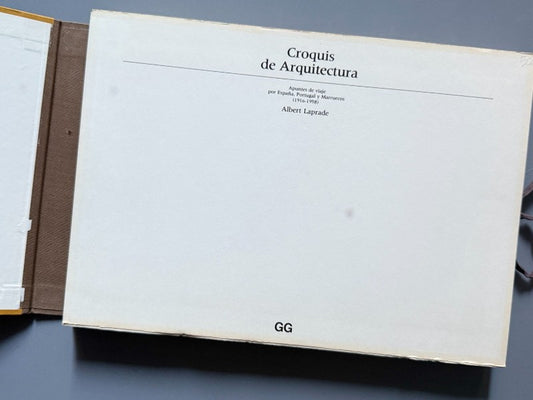 Croquis
de Arquitectura
Apuntes de viaje
por España, Portugal y Marruecos
(1916-1958)
Albert Laprade
GG